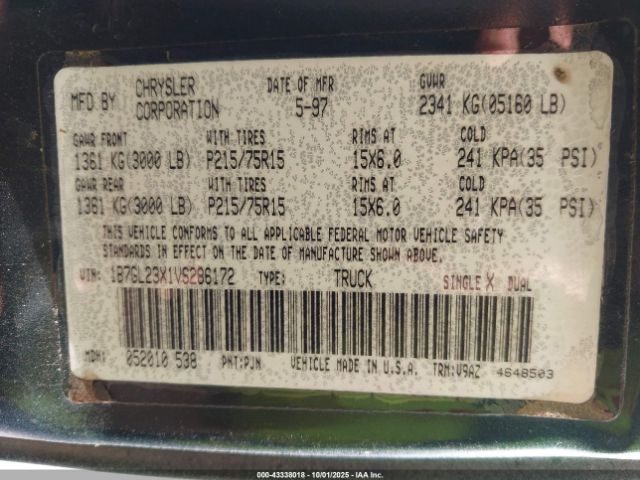 MFD BY CHRYSLER CORPORATION DATE OF MFR 5-97 GVWR 2341 KG(05160 LB)
GAWR FRONT WITH TIRES RIMS AT COLD
1361 KG(3000 LB) P215/75R15 15X6.0 241 KPA(35 PSI)
GAWR REAR WITH TIRES RIMS AT COLD
1361 KG(3000 LB) P215/75R15 15X6.0 241 KPA(35 PSI)
THIS VEHICLE CONFORMS TO ALL APPLICABLE FEDERAL MOTOR VEHICLE SAFETY
STANDARDS IN EFFECT ON THE DATE OF MANUFACTURE SHOWN ABOVE.
VIN: 1B7GL23X1VS286172 TYPE: TRUCK SINGLE X DUAL
MDH: 052010 538 PNT:PJN VEHICLE MADE IN U.S.A. TRM:V9AZ 4648503
000-43338018 - 10/01/2025 - IAAI